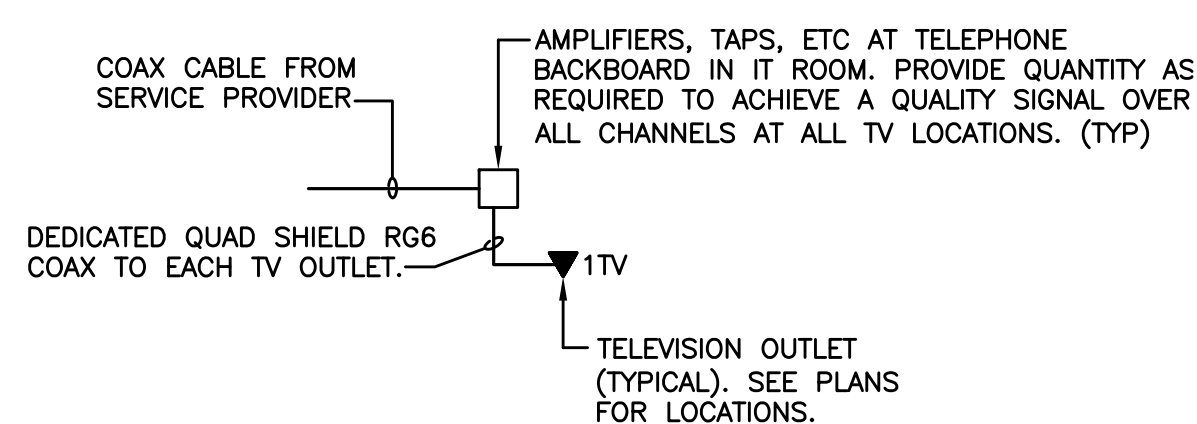 COAX CABLE FROM
SERVICE PROVIDER
AMPLIFIERS, TAPS, ETC AT TELEPHONE
BACKBOARD IN IT ROOM. PROVIDE QUANTITY AS
REQUIRED TO ACHIEVE A QUALITY SIGNAL OVER
ALL CHANNELS AT ALL TV LOCATIONS. (TYP)
DEDICATED QUAD SHIELD RG6
COAX TO EACH TV OUTLET.
1TV
TELEVISION OUTLET
(TYPICAL). SEE PLANS
FOR LOCATIONS.